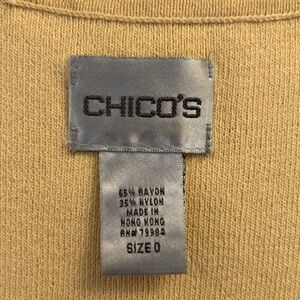 CHICO'S
65% RAYON
35% NYLON
MADE IN
HONG KONG
RN# 79984
SIZE 0